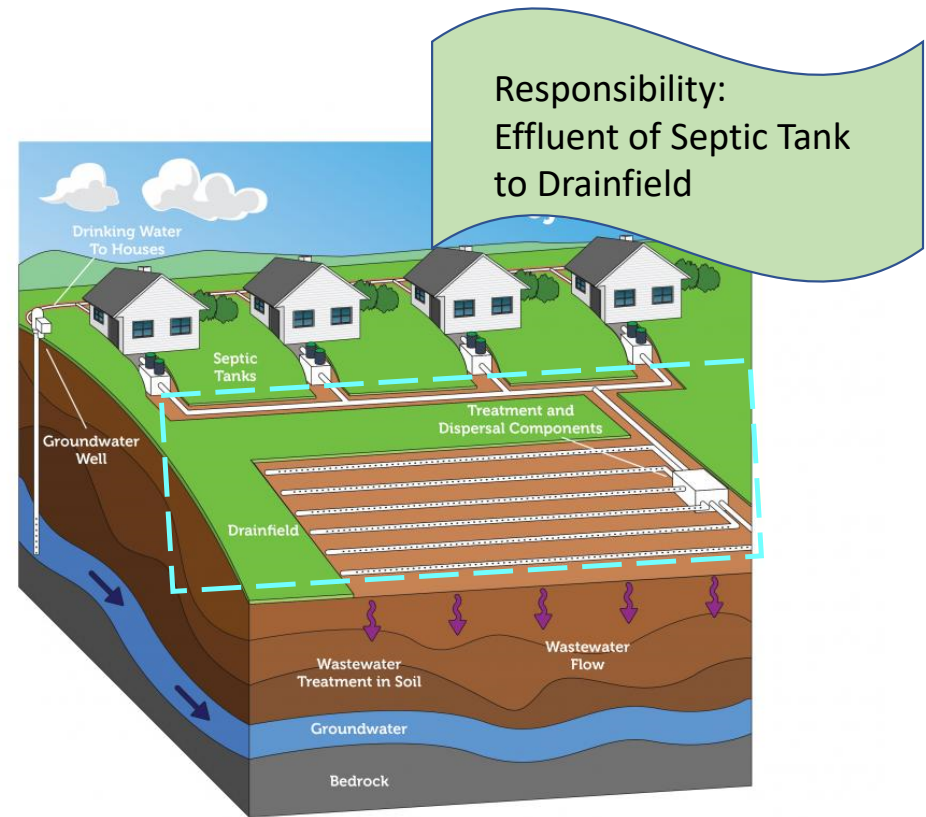 Responsibility:
Effluent of Septic Tank
to Drainfield
Drinking Water
To Houses
Septic
Tanks
Treatment and
Dispersal Components
Groundwater
Well
Drainfield
Wastewater
Flow
Wastewater
Treatment in Soil
Groundwater
Bedrock